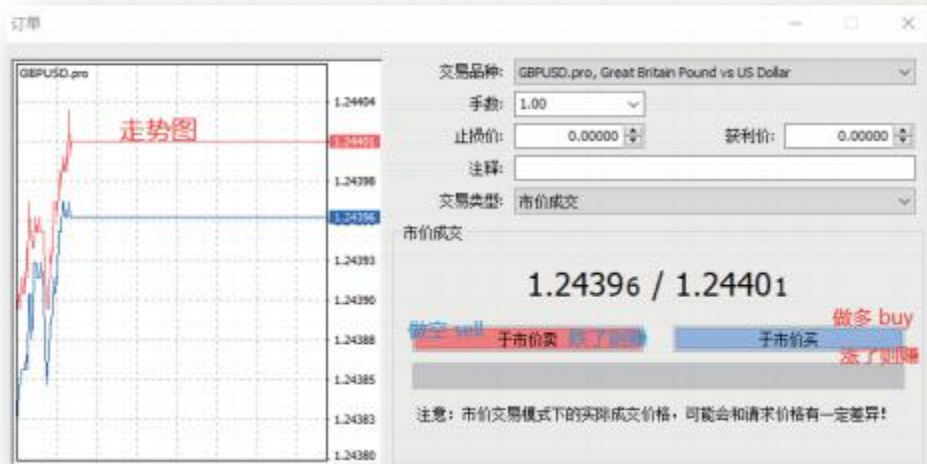 订单
GBPUSD.pro
走势图
1.24404
1.24401
1.24398
1.24396
1.24393
1.24390
1.24388
1.24385
1.24383
1.24380
交易品种: GBPUSD.pro, Great Britain Pound vs US Dollar
手数: 1.00
止损价: 0.00000 获利价: 0.00000
注释:
交易类型: 市价成交
市价成交
1.24396 / 1.24401
做多 buy
做空 sell
于市价卖 跌了则赚
于市价买
涨了则赚
注意：市价交易模式下的实际成交价格，可能会和请求价格有一定差异!